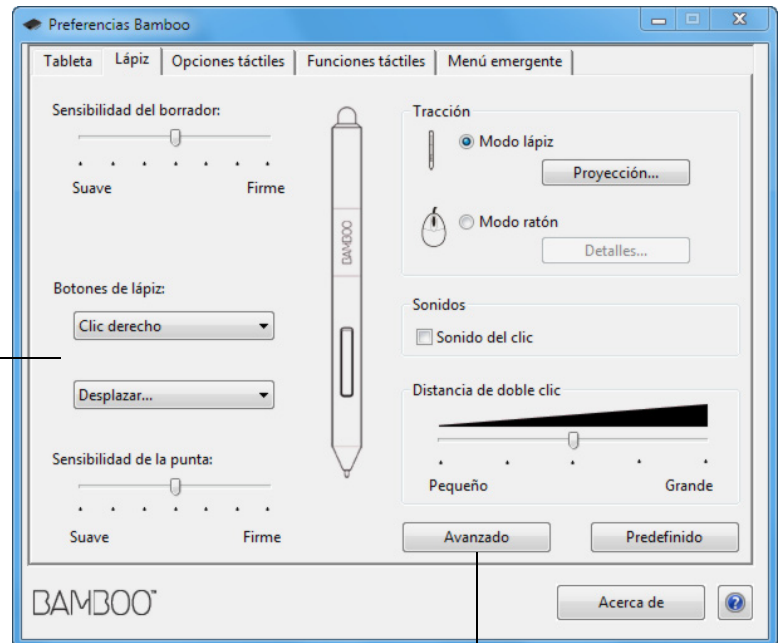 Preferencias Bamboo
Tableta Lápiz Opciones táctiles Funciones táctiles Menú emergente
Sensibilidad del borrador:
Suave Firme
Botones de lápiz:
Clic derecho
Desplazar...
Sensibilidad de la punta:
Suave Firme
BAMBOO
Tracción
Modo lápiz
Proyección...
Modo ratón
Detalles...
Sonidos
Sonido del clic
Distancia de doble clic
Pequeño Grande
Avanzado Predefinido
BAMBOO™ Acerca de ?